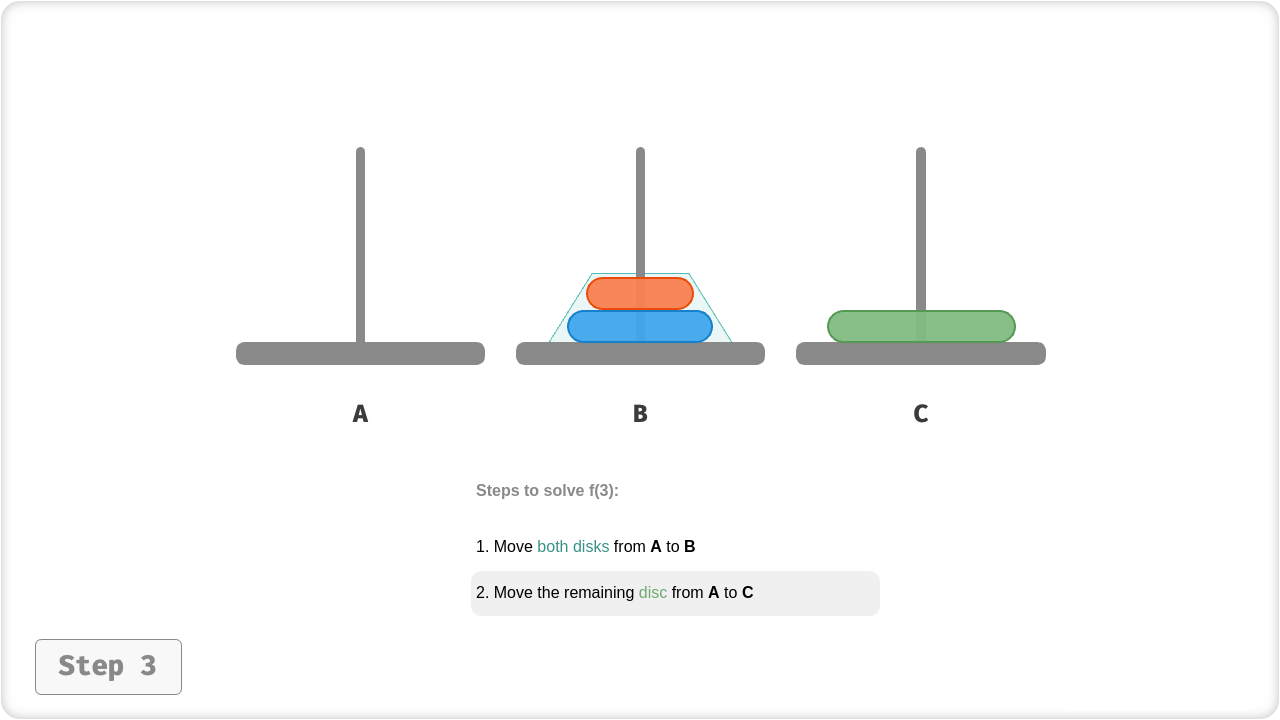 A B C
Steps to solve f(3):
1. Move both disks from A to B
2. Move the remaining disc from A to C
Step 3